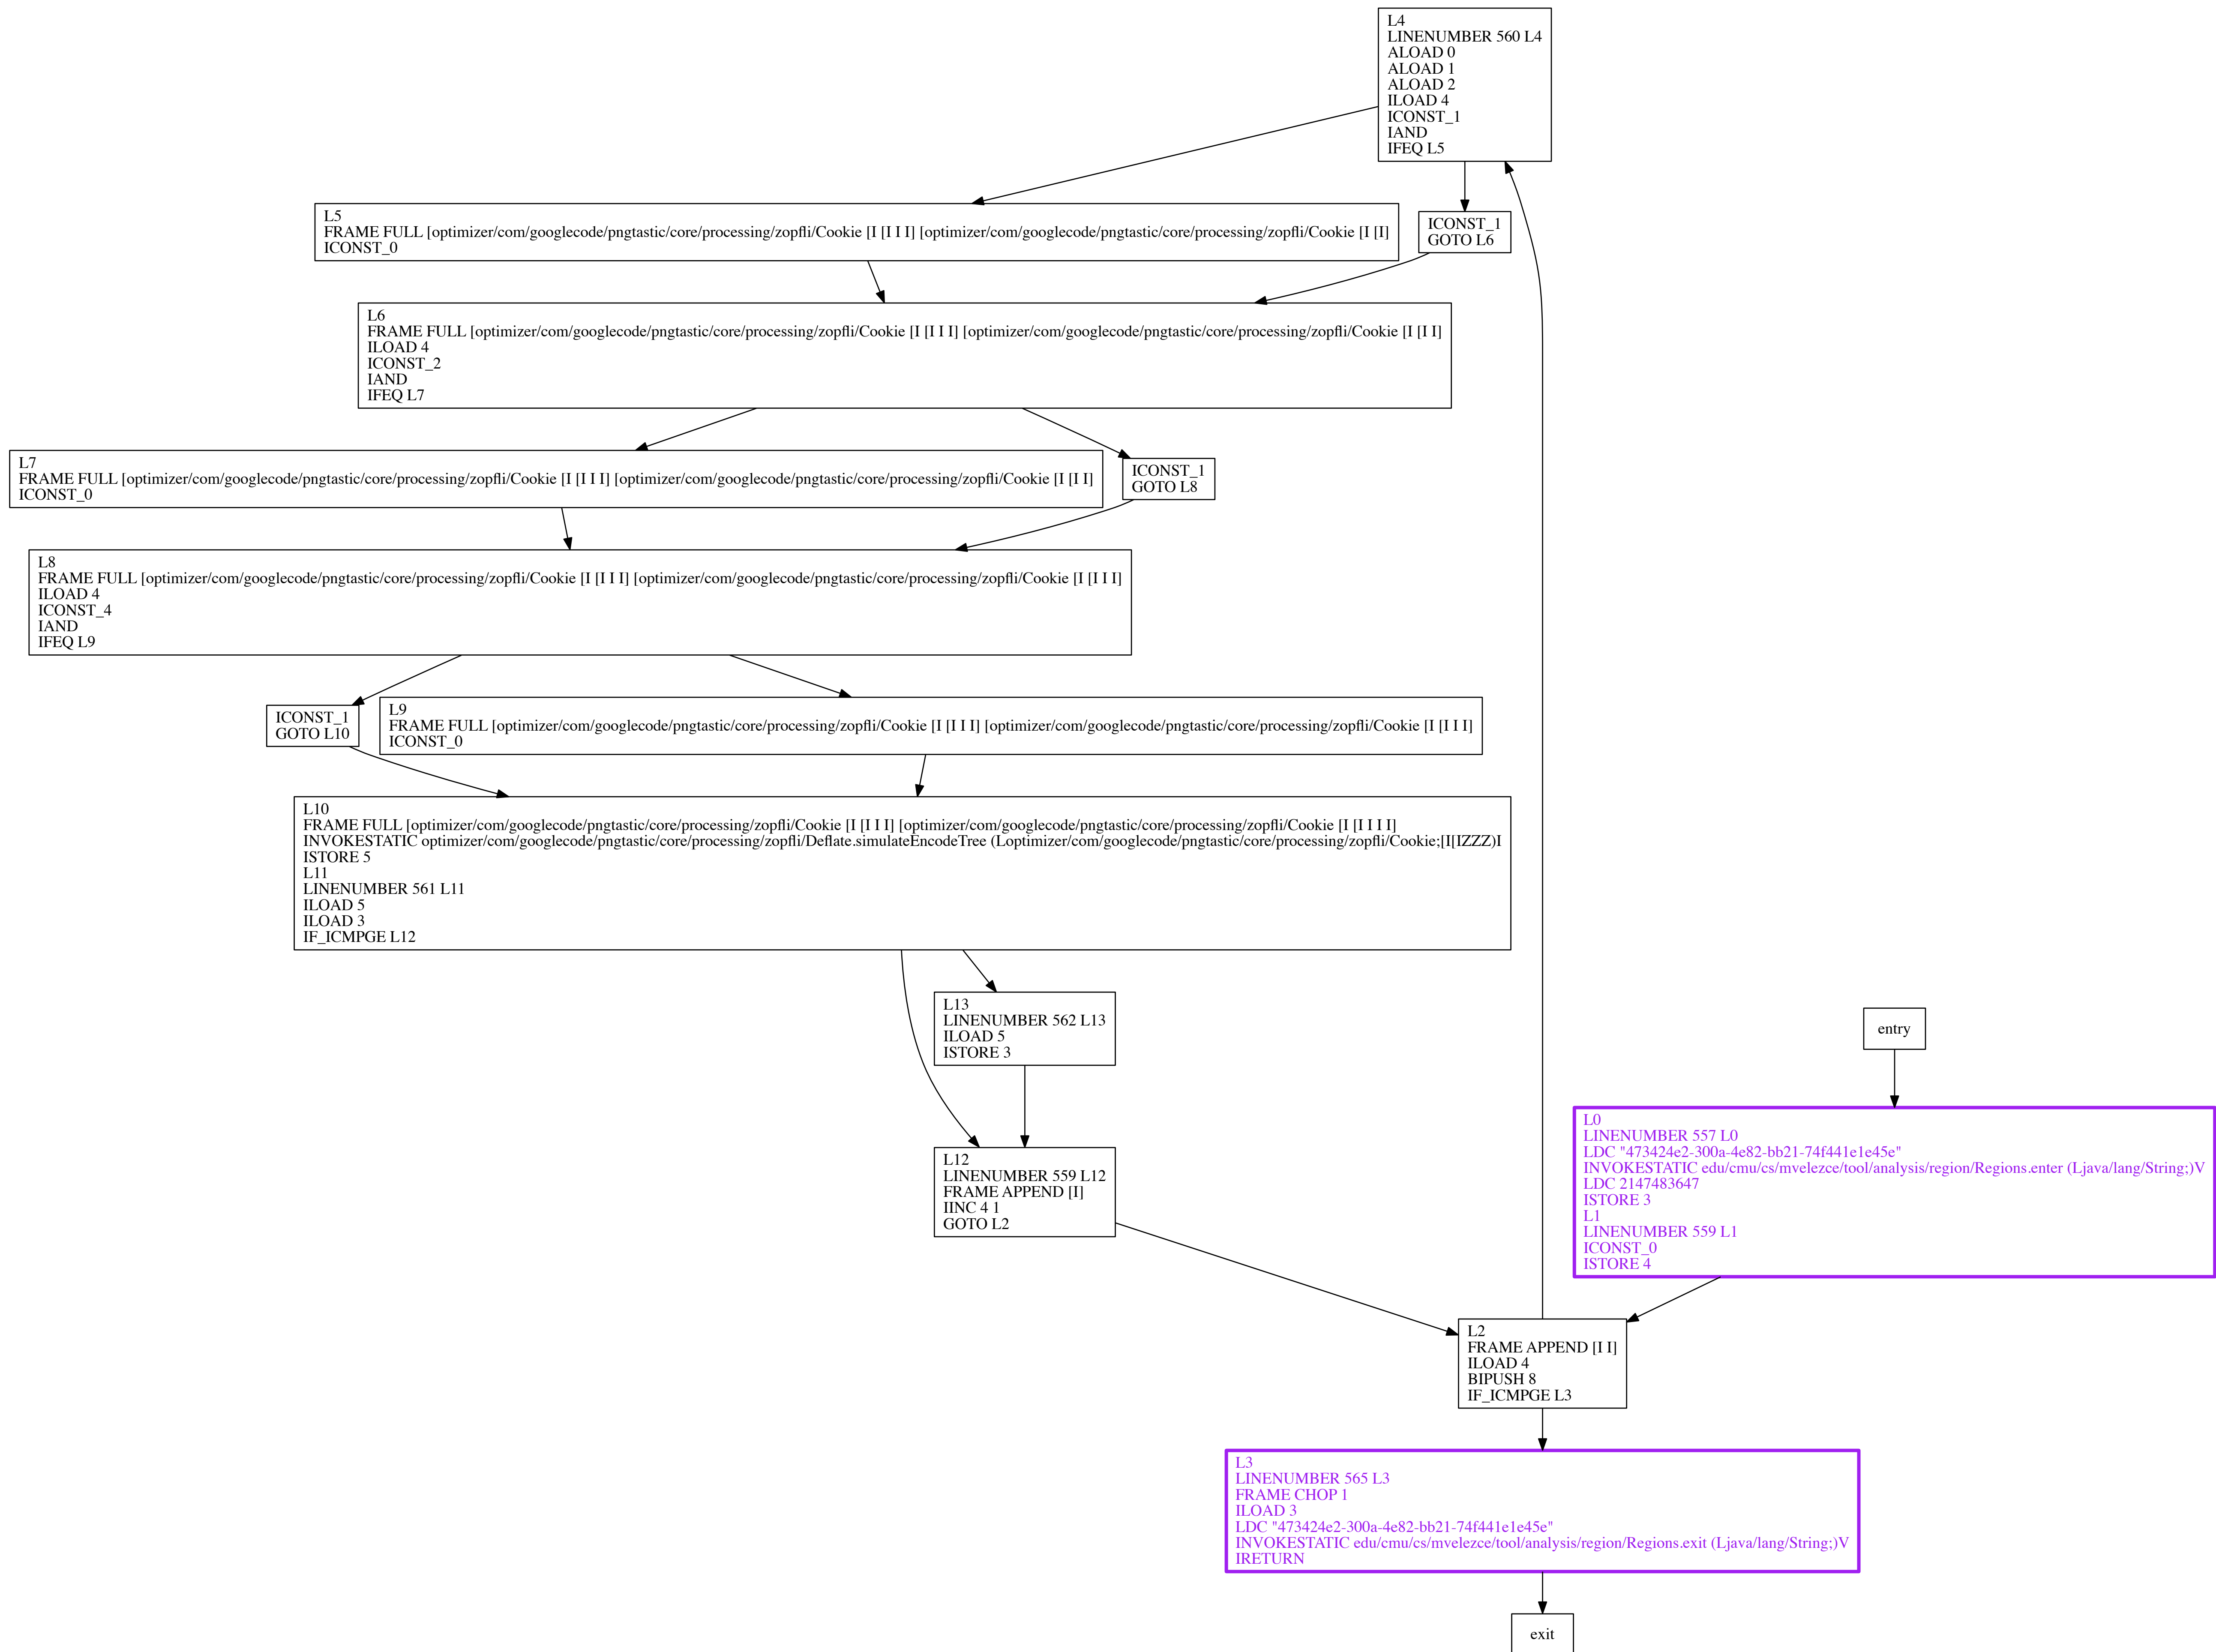 L4
LINENUMBER 560 L4
ALOAD 0
ALOAD 1
ALOAD 2
ILOAD 4
ICONST_1
IAND
IFEQ L5
L5
FRAME FULL [optimizer/com/googlecode/pngtastic/core/processing/zopfli/Cookie [I [I I I] [optimizer/com/googlecode/pngtastic/core/processing/zopfli/Cookie [I [I]
ICONST_0
ICONST_1
GOTO L6
L6
FRAME FULL [optimizer/com/googlecode/pngtastic/core/processing/zopfli/Cookie [I [I I I] [optimizer/com/googlecode/pngtastic/core/processing/zopfli/Cookie [I [I I]
ILOAD 4
ICONST_2
IAND
IFEQ L7
L7
FRAME FULL [optimizer/com/googlecode/pngtastic/core/processing/zopfli/Cookie [I [I I I] [optimizer/com/googlecode/pngtastic/core/processing/zopfli/Cookie [I [I I]
ICONST_0
ICONST_1
GOTO L8
L8
FRAME FULL [optimizer/com/googlecode/pngtastic/core/processing/zopfli/Cookie [I [I I I] [optimizer/com/googlecode/pngtastic/core/processing/zopfli/Cookie [I [I I I]
ILOAD 4
ICONST_4
IAND
IFEQ L9
ICONST_1
GOTO L10
L9
FRAME FULL [optimizer/com/googlecode/pngtastic/core/processing/zopfli/Cookie [I [I I I] [optimizer/com/googlecode/pngtastic/core/processing/zopfli/Cookie [I [I I I]
ICONST_0
L10
FRAME FULL [optimizer/com/googlecode/pngtastic/core/processing/zopfli/Cookie [I [I I I] [optimizer/com/googlecode/pngtastic/core/processing/zopfli/Cookie [I [I I I I]
INVOKESTATIC optimizer/com/googlecode/pngtastic/core/processing/zopfli/Deflate.simulateEncodeTree (Loptimizer/com/googlecode/pngtastic/core/processing/zopfli/Cookie;[I[IZZZ)I
ISTORE 5
L11
LINENUMBER 561 L11
ILOAD 5
ILOAD 3
IF_ICMPGE L12
L13
LINENUMBER 562 L13
ILOAD 5
ISTORE 3
entry
L0
LINENUMBER 557 L0
LDC "473424e2-300a-4e82-bb21-74f441e1e45e"
INVOKESTATIC edu/cmu/cs/mvelezce/tool/analysis/region/Regions.enter (Ljava/lang/String;)V
LDC 2147483647
ISTORE 3
L1
LINENUMBER 559 L1
ICONST_0
ISTORE 4
L12
LINENUMBER 559 L12
FRAME APPEND [I]
IINC 4 1
GOTO L2
L2
FRAME APPEND [I I]
ILOAD 4
BIPUSH 8
IF_ICMPGE L3
L3
LINENUMBER 565 L3
FRAME CHOP 1
ILOAD 3
LDC "473424e2-300a-4e82-bb21-74f441e1e45e"
INVOKESTATIC edu/cmu/cs/mvelezce/tool/analysis/region/Regions.exit (Ljava/lang/String;)V
IRETURN
exit